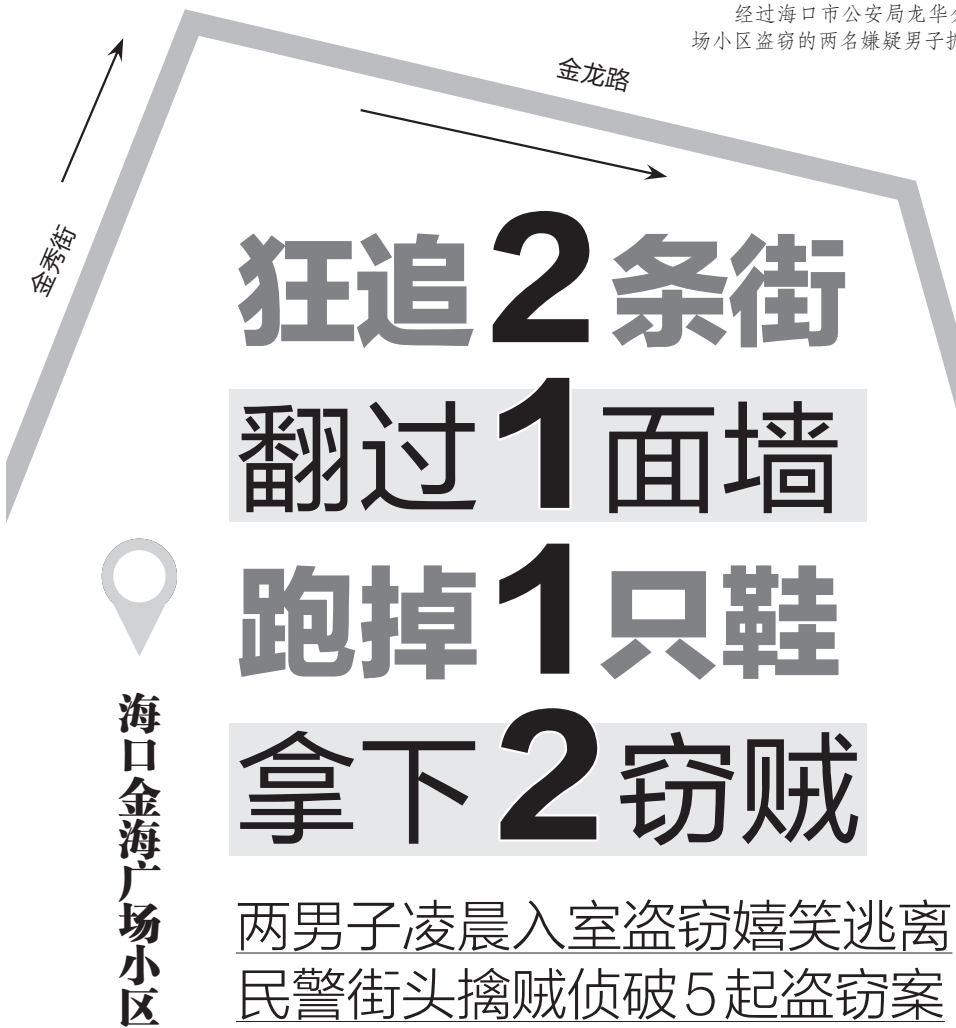 经过海口市公安局龙华
场小区盗窃的两名嫌疑男子
金龙路
金秀街
狂追2条街
翻过1面墙
跑掉1只鞋
拿下2窃贼
海口金海广场小区
两男子凌晨入室盗窃嬉笑逃离
民警街头擒贼侦破5起盗窃案